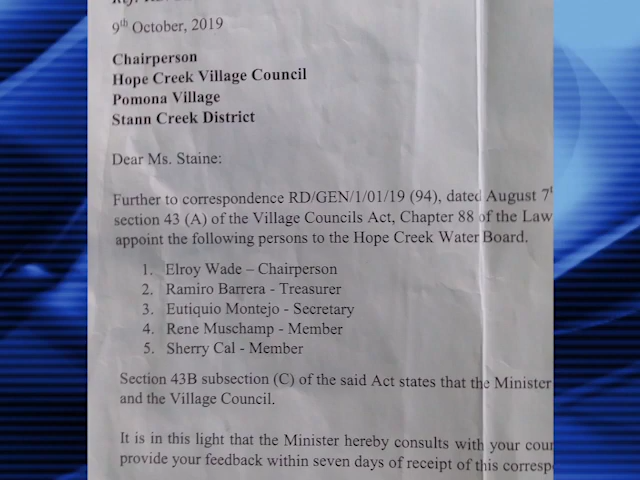 9th October, 2019
Chairperson
Hope Creek Village Council
Pomona Village
Stann Creek District
Dear Ms. Staine:
Further to correspondence RD/GEN/1/01/19 (94), dated August 7
section 43 (A) of the Village Councils Act, Chapter 88 of the Law
appoint the following persons to the Hope Creek Water Board.
1. Elroy Wade – Chairperson
2. Ramiro Barrera - Treasurer
3. Eutiquio Montejo - Secretary
4. Rene Muschamp - Member
5. Sherry Cal - Member
Section 43B subsection (C) of the said Act states that the Minister
and the Village Council.
It is in this light that the Minister hereby consults with your cour
provide your feedback within seven days of receipt of this corresp